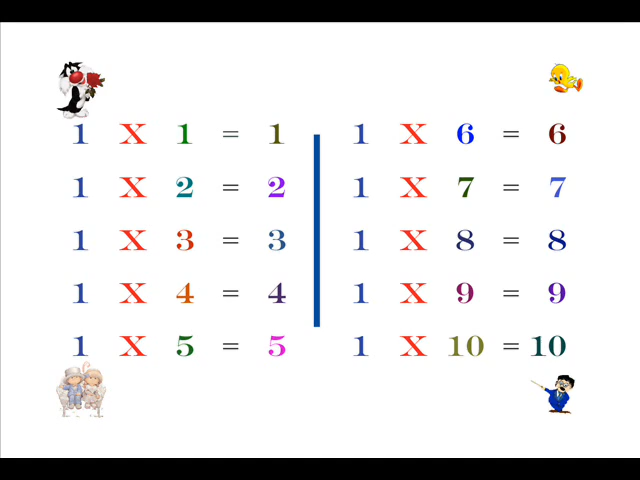 1 X 1 = 1
1 X 2 = 2
1 X 3 = 3
1 X 4 = 4
1 X 5 = 5
1 X 6 = 6
1 X 7 = 7
1 X 8 = 8
1 X 9 = 9
1 X 10 = 10